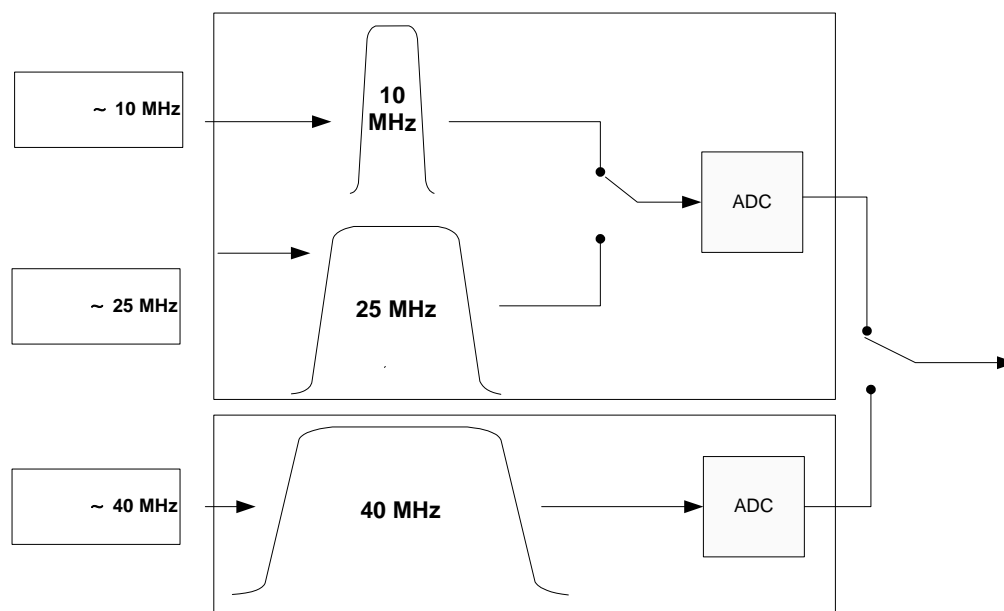 ~ 10 MHz
10
MHz
ADC
~ 25 MHz
25 MHz
~ 40 MHz
40 MHz
ADC